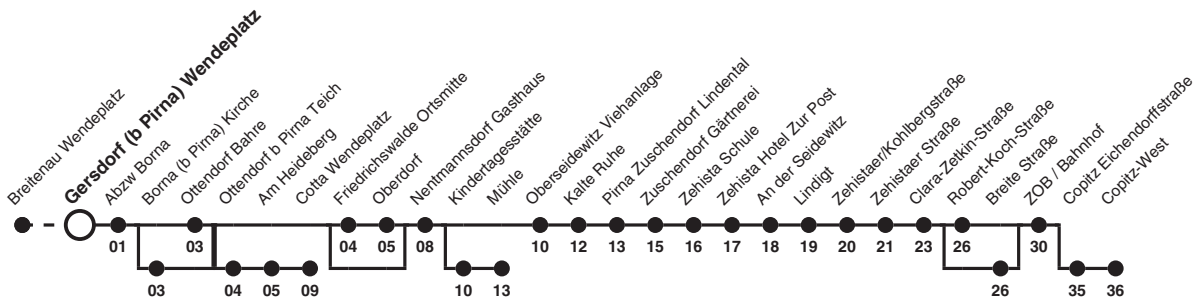 Breitenau Wendeplatz
Gersdorf (b Pirna) Wendeplatz
Abzw Borna
Borna (b Pirna) Kirche
Ottendorf Bahre
Ottendorf b Pirna Teich
Am Heideberg
Cotta Wendeplatz
Friedrichswalde Ortsmitte
Oberdorf
Nentmannsdorf Gasthaus
Kindertagesstätte
Mühle
Oberseidewitz Viehanlage
Kalte Ruhe
Pirna Zuschendorf Lindental
Zuschendorf Gärtnerei
Zehista Schule
Zehista Hotel Zur Post
An der Seidewitz
Lindigt
Zehistaer/Kohlbergstraße
Zehistaer Straße
Clara-Zetkin-Straße
Robert-Koch-Straße
Breite Straße
ZOB / Bahnhof
Copitz Eichendorffstraße
Copitz-West
01 03 04 05 08 10 12 13 15 16 17 18 19 20 21 23 26 30
03 04 05 09 10 13 26 35 36